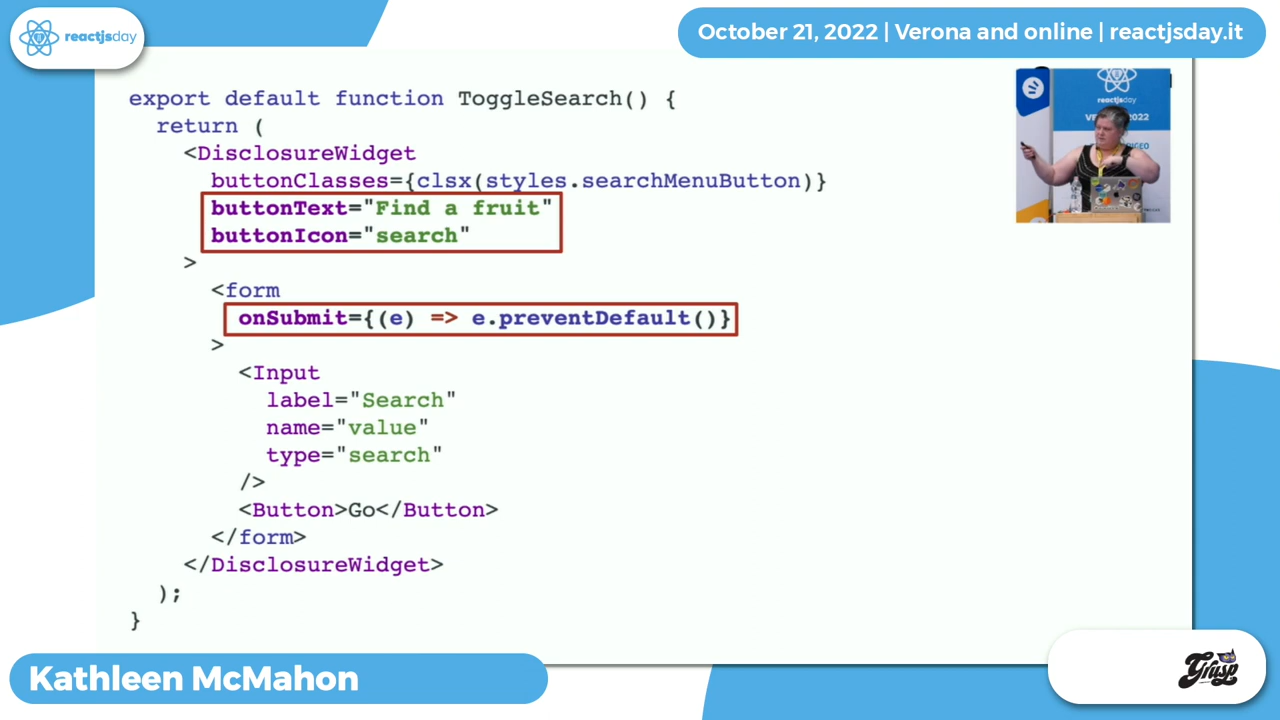 reactjsday
October 21, 2022 | Verona and online | reactjsday.it
export default function ToggleSearch() {
return (
<DisclosureWidget
buttonClasses={clsx(styles.searchMenuButton)}
buttonText="Find a fruit"
buttonIcon="search"
>
<form
onSubmit={(e) => e.preventDefault()}
>
<Input
label="Search"
name="value"
type="search"
/>
<Button>Go</Button>
</form>
</DisclosureWidget>
);
}
reactjsday
Kathleen McMahon
Grusp